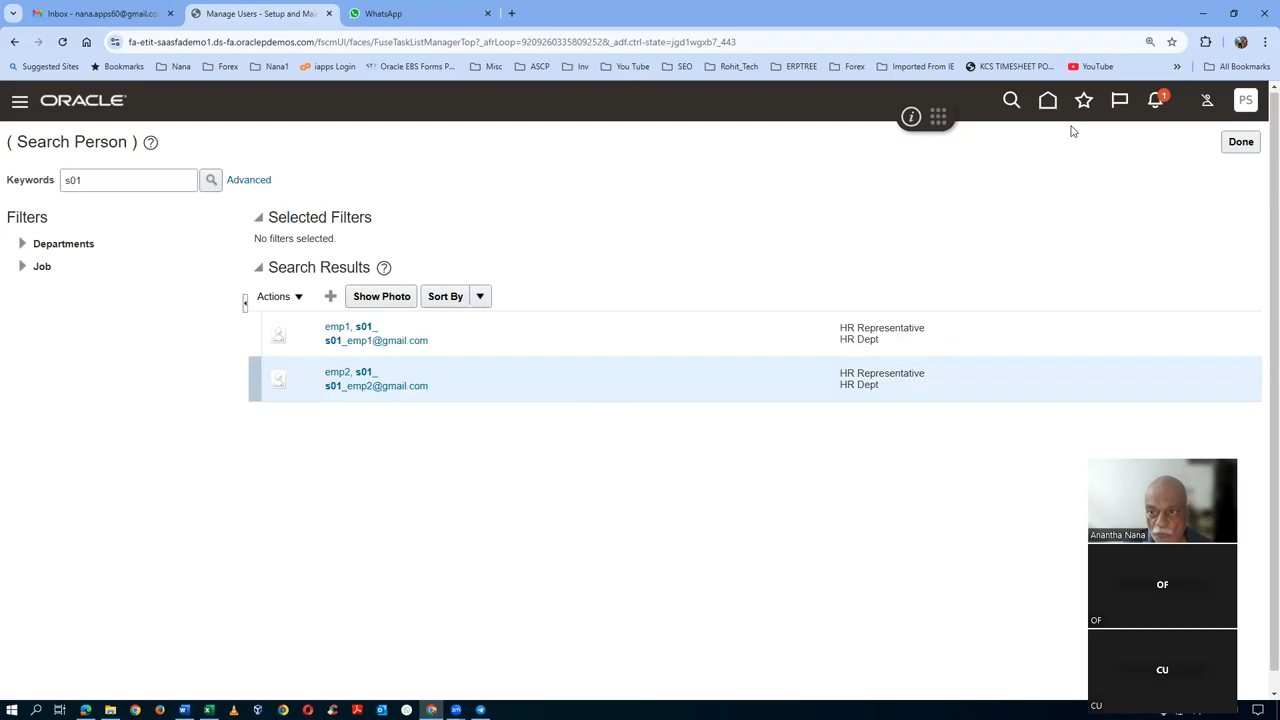 Inbox - nana.apps60@gmail.co
Manage Users - Setup and Mai
WhatsApp
fa-etit-saasfademo1.ds-fa.oraclepdemos.com/fscmUI/faces/FuseTaskListManagerTop?_afrLoop=9209260335809252&_adf.ctrl-state=jgd1wgxb7_443
Suggested Sites
Bookmarks
Nana
Forex
Nana1
iapps Login
Oracle EBS Forms P...
Misc
ASCP
Inv
You Tube
SEO
Rohit_Tech
ERPTREE
Forex
Imported From IE
KCS TIMESHEET PO...
YouTube
All Bookmarks
ORACLE
1
PS
( Search Person )
Done
Keywords s01 Advanced
Filters
Departments
Job
Selected Filters
No filters selected.
Search Results
Actions
Show Photo
Sort By
emp1, s01_
s01_emp1@gmail.com
HR Representative
HR Dept
emp2, s01_
s01_emp2@gmail.com
HR Representative
HR Dept
Anantha Nana
OF
OF
CU
CU